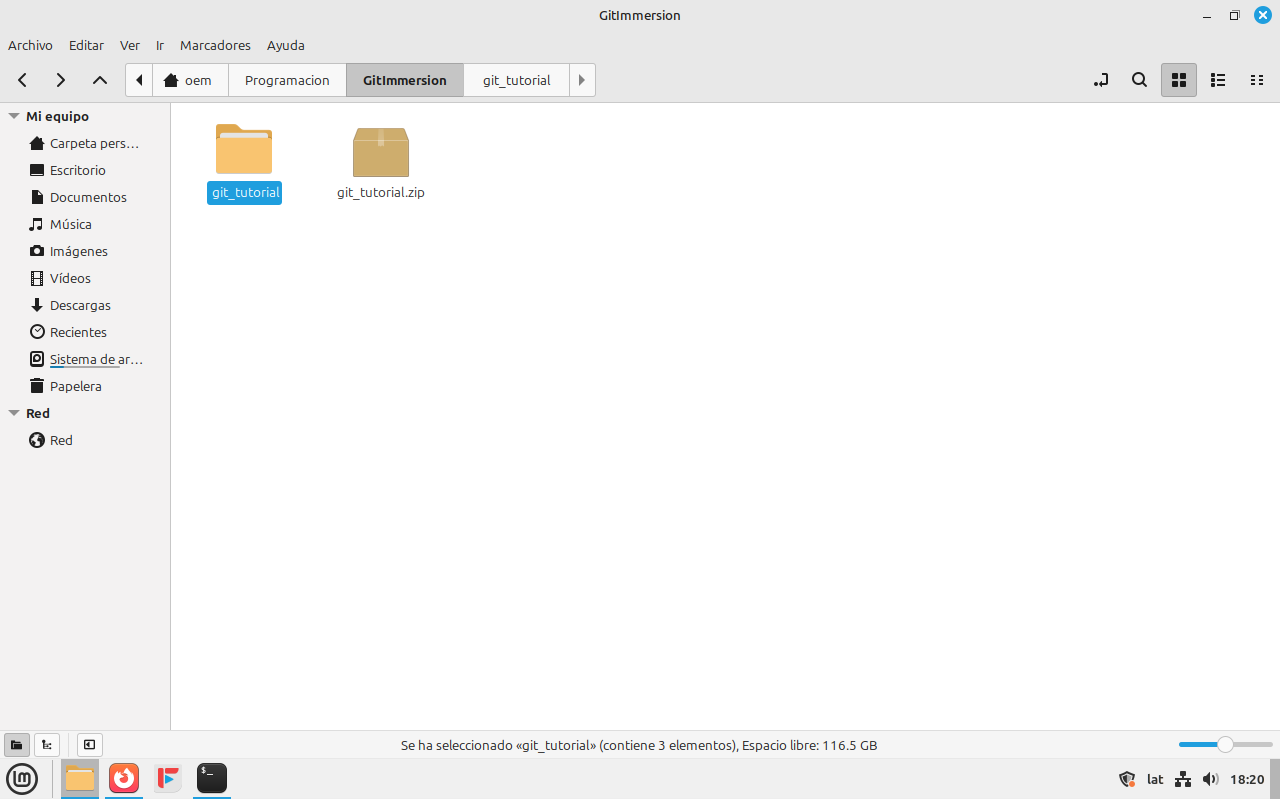 GitImmersion
Archivo Editar Ver Ir Marcadores Ayuda
oem Programacion GitImmersion git_tutorial
Mi equipo
Carpeta pers…
Escritorio
Documentos
Música
Imágenes
Vídeos
Descargas
Recientes
Sistema de ar…
Papelera
Red
Red
git_tutorial git_tutorial.zip
Se ha seleccionado «git_tutorial» (contiene 3 elementos), Espacio libre: 116.5 GB
$_ lat 18:20